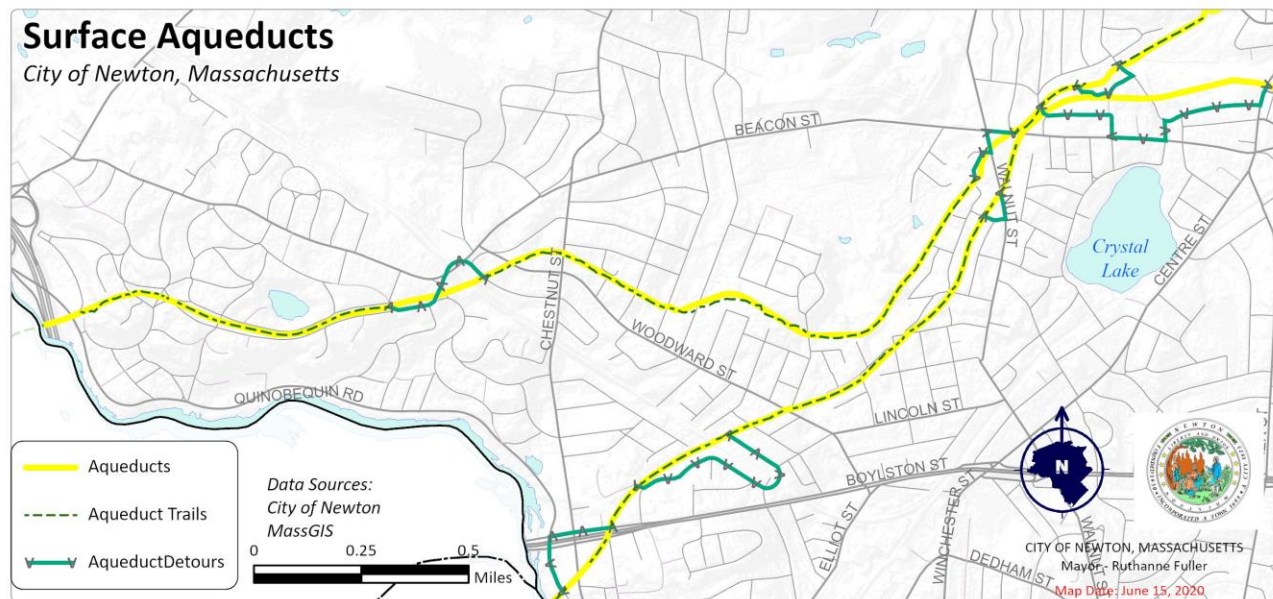 Surface Aqueducts
City of Newton, Massachusetts
BEACON ST
WALNUT ST
Crystal
Lake
CENTRE ST
CHESTNUT ST
WOODWARD ST
QUINOBEQUIN RD
LINCOLN ST
BOYLSTON ST
ELLIOT ST
WINCHESTER ST
DEDHAM ST
WALNUT ST
Aqueducts
Aqueduct Trails
AqueductDetours
Data Sources:
City of Newton
MassGIS
0 0.25 0.5
Miles
N
CITY OF NEWTON, MASSACHUSETTS
Mayor - Ruthanne Fuller
Map Date: June 15, 2020